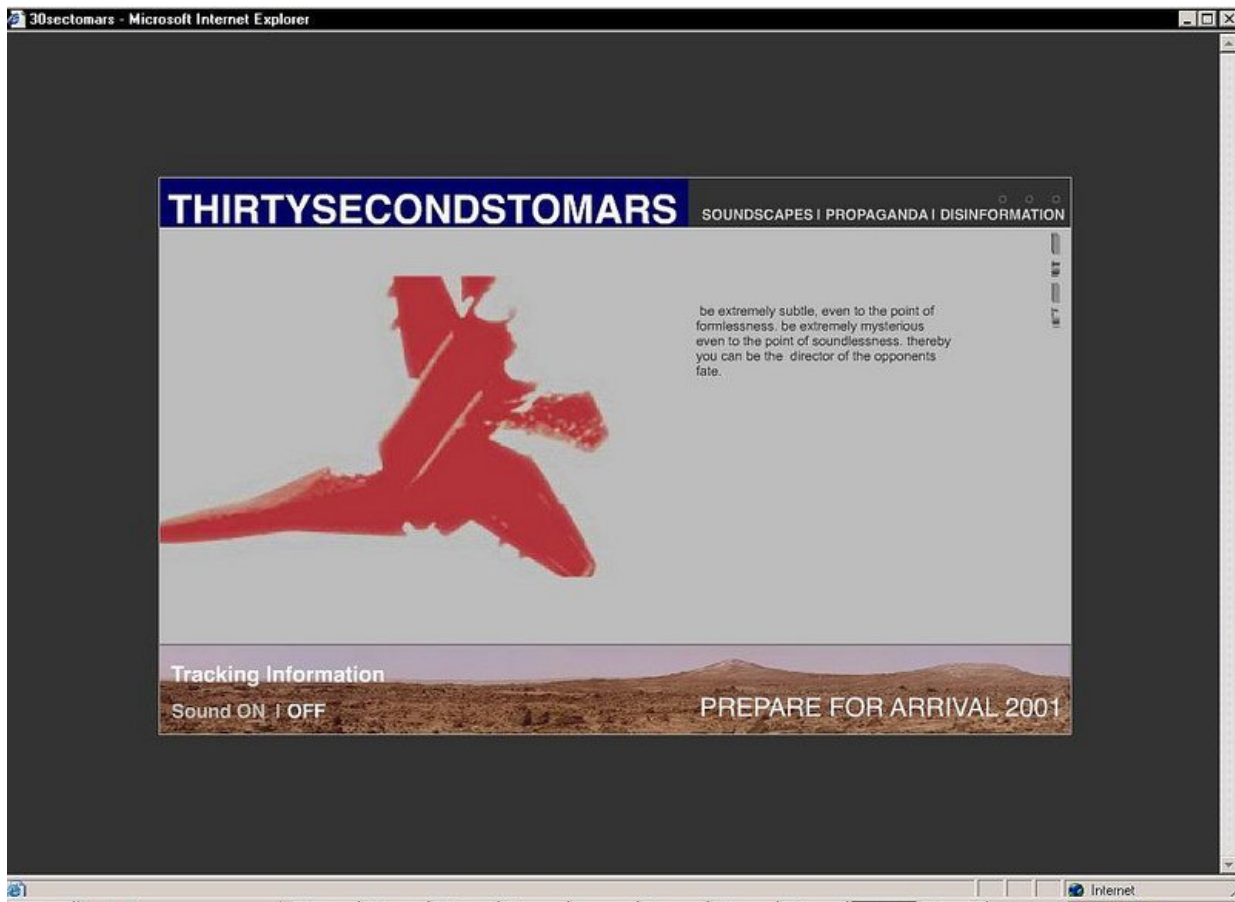 30sectomars - Microsoft Internet Explorer
THIRTYSECONDSTOMARS
SOUNDSCAPES I PROPAGANDA I DISINFORMATION
be extremely subtle, even to the point of
formlessness. be extremely mysterious
even to the point of soundlessness. thereby
you can be the director of the opponents
fate.
Tracking Information
Sound ON I OFF
PREPARE FOR ARRIVAL 2001
Internet